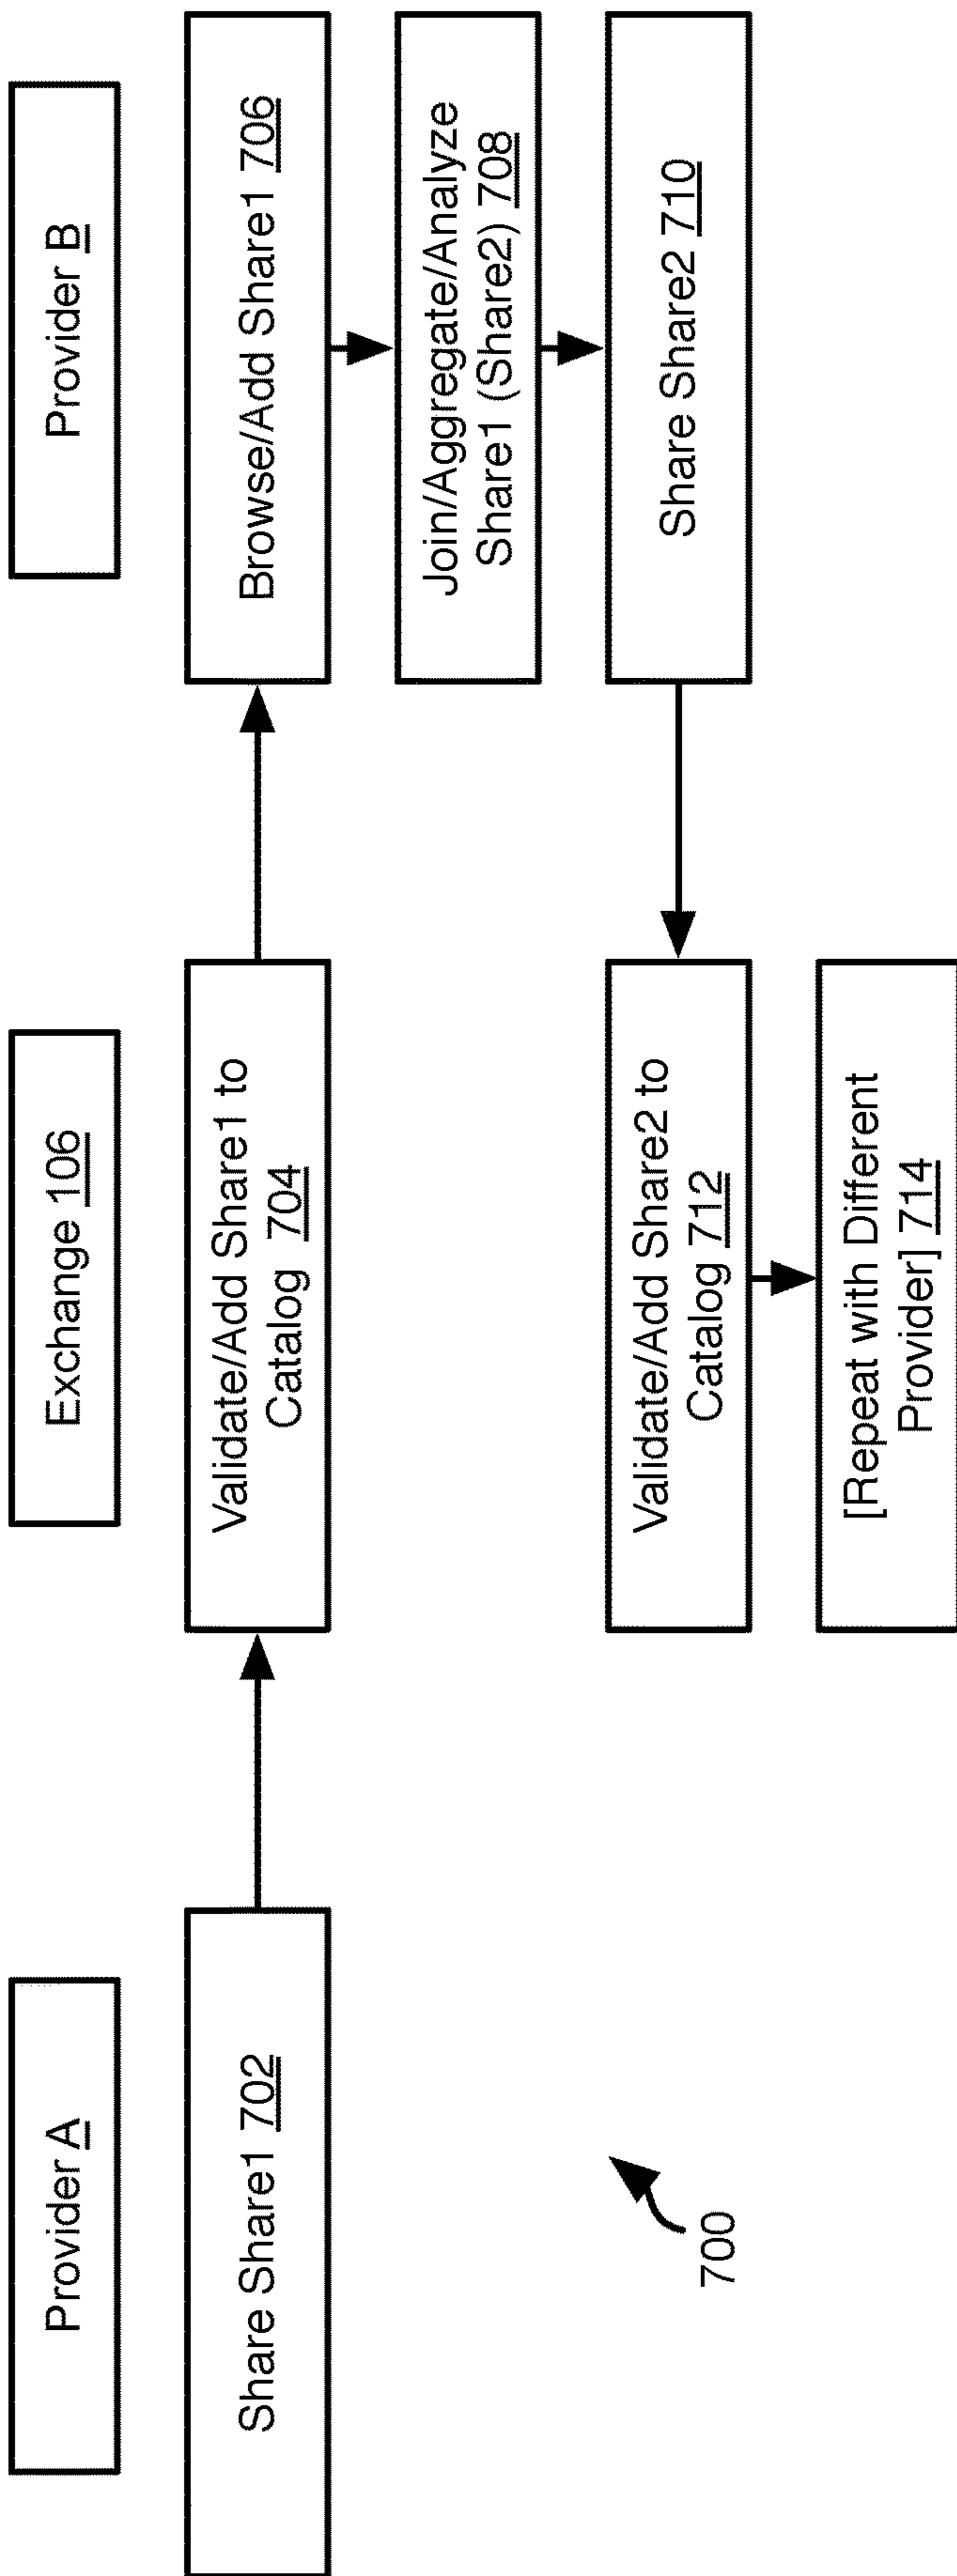 Provider A
Exchange 106
Provider B
Share Share1 702
Validate/Add Share1 to
Catalog 704
Browse/Add Share1 706
Join/Aggregate/Analyze
Share1 (Share2) 708
Share Share2 710
Validate/Add Share2 to
Catalog 712
[Repeat with Different
Provider] 714
700